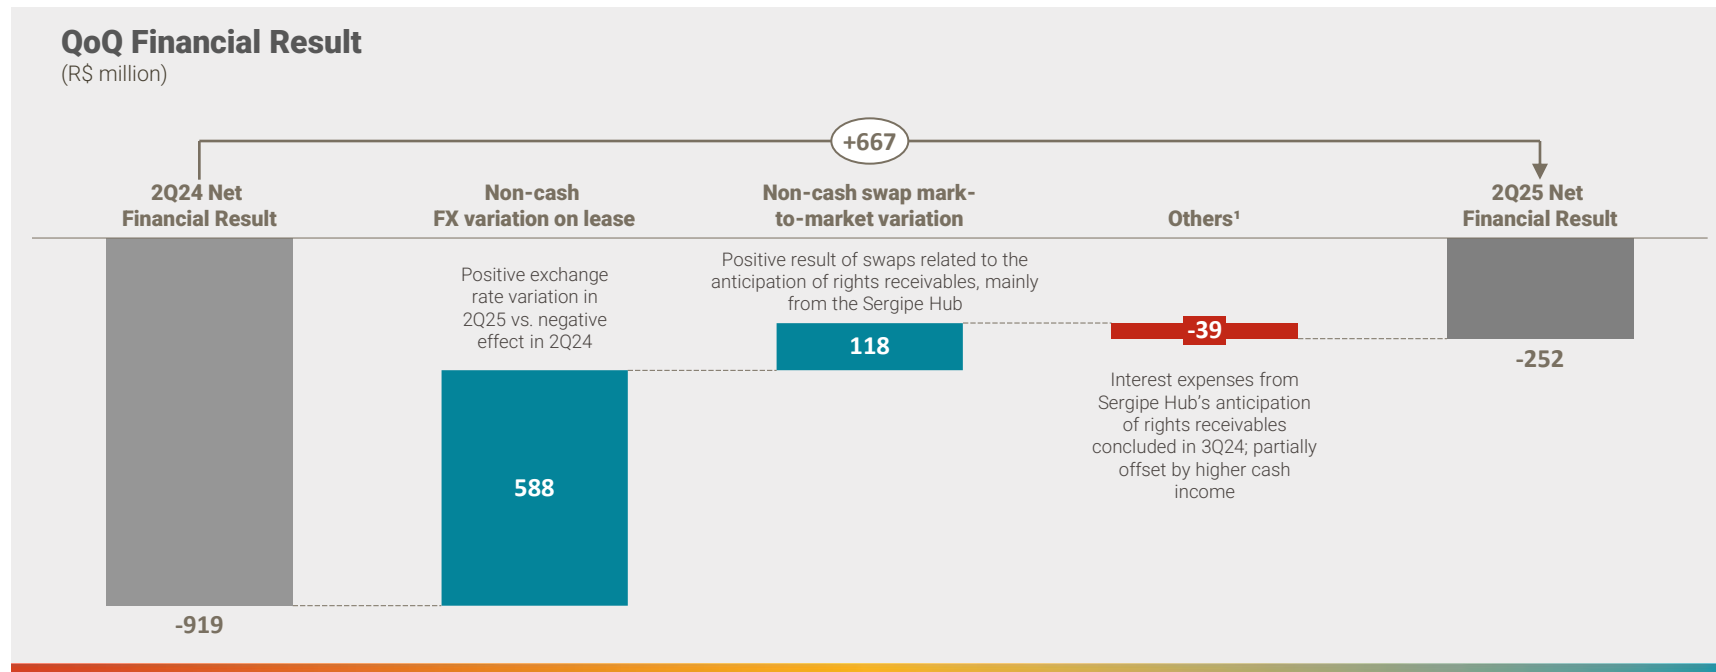 QoQ Financial Result
(R$ million)
+667
2Q24 Net
Financial Result
Non-cash
FX variation on lease
Non-cash swap mark-
to-market variation
Others¹
2Q25 Net
Financial Result
Positive exchange
rate variation in
2Q25 vs. negative
effect in 2Q24
Positive result of swaps related to the
anticipation of rights receivables, mainly
from the Sergipe Hub
-39
118
-252
Interest expenses from
Sergipe Hub's anticipation
of rights receivables
concluded in 3Q24; partially
offset by higher cash
income
588
-919